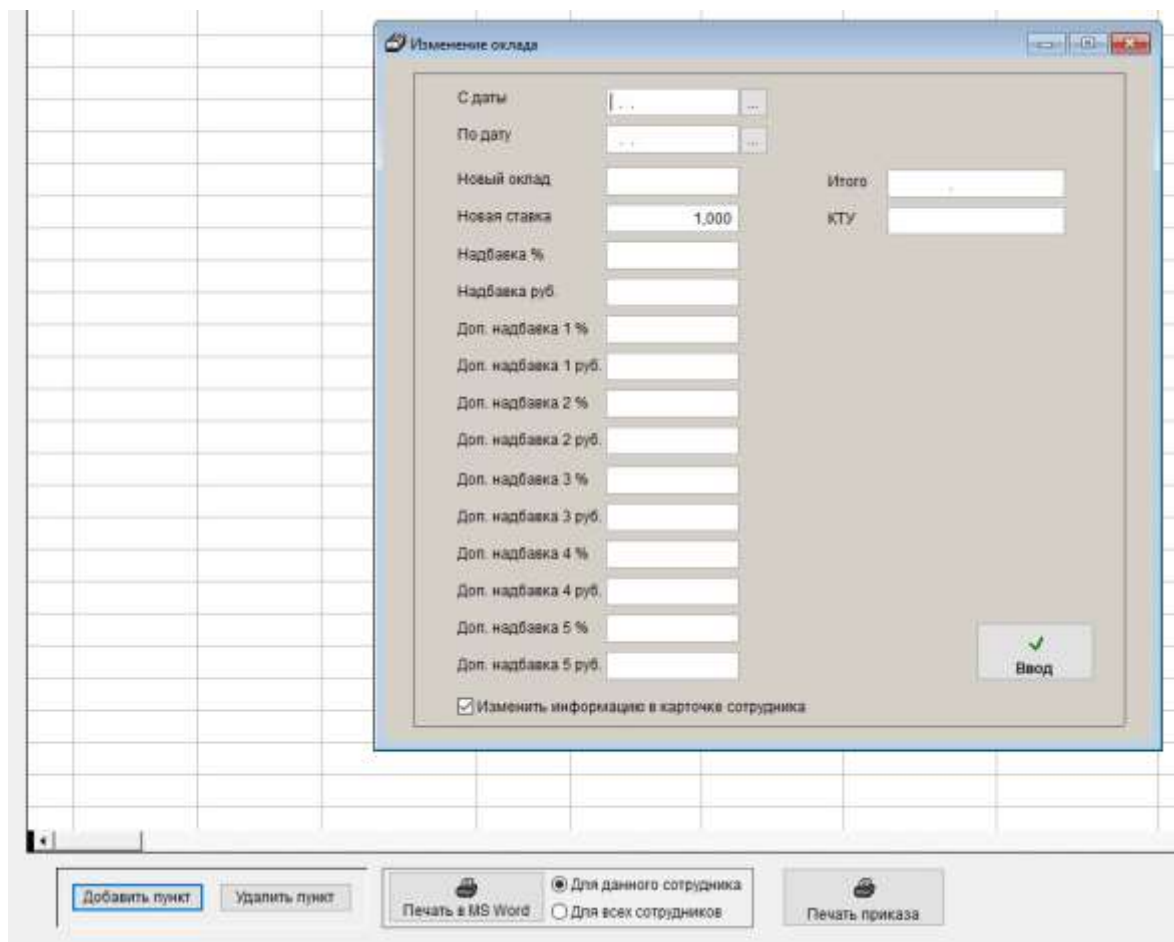 Изменение оклада
С даты . . ...
По дату . . ...
Новый оклад
Итого ,
Новая ставка 1,000
КТУ
Надбавка %
Надбавка руб.
Доп. надбавка 1 %
Доп. надбавка 1 руб.
Доп. надбавка 2 %
Доп. надбавка 2 руб.
Доп. надбавка 3 %
Доп. надбавка 3 руб.
Доп. надбавка 4 %
Доп. надбавка 4 руб.
Доп. надбавка 5 %
Доп. надбавка 5 руб.
Ввод
Изменить информацию в карточке сотрудника
Добавить пункт
Удалить пункт
Печать в MS Word
Для данного сотрудника
Для всех сотрудников
Печать приказа